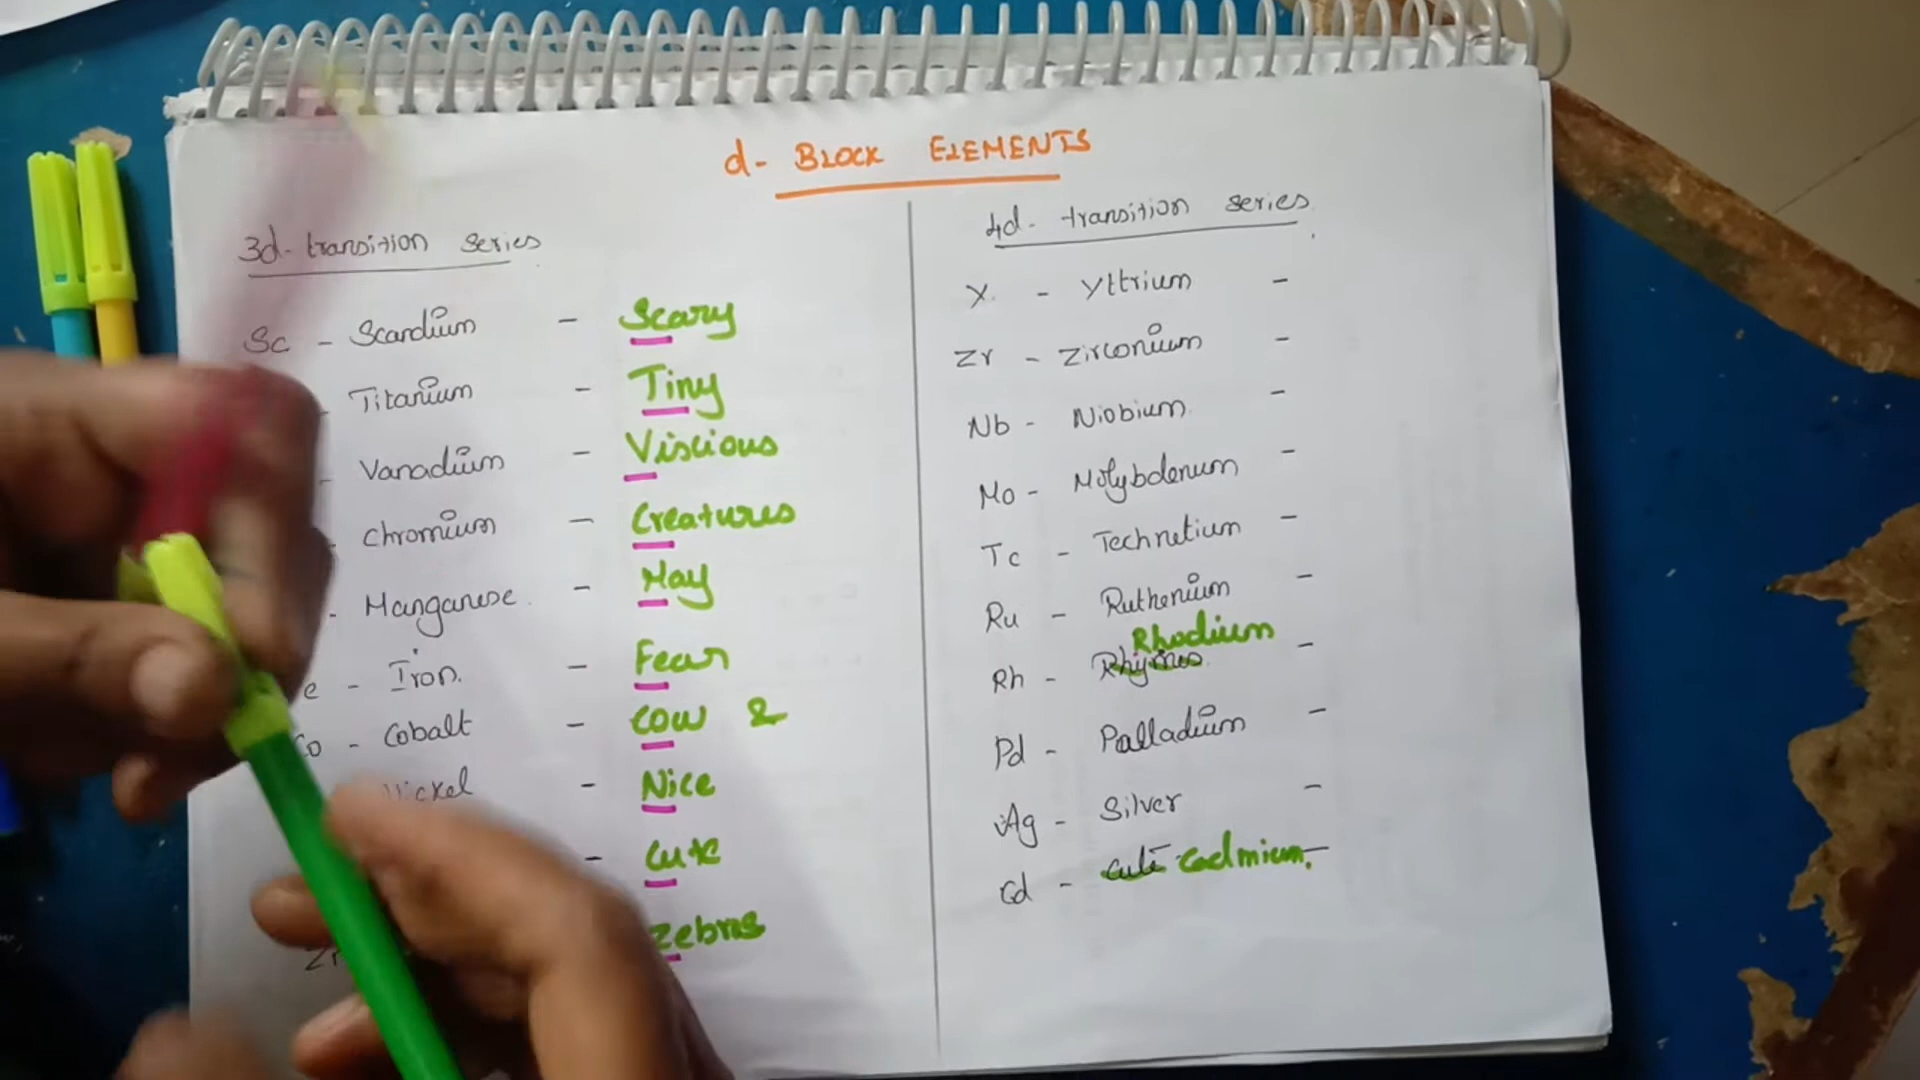 d- BLOCK ELEMENTS
3d- transition series
Sc - Scandium - Scary
Titanium - Tiny
- Vanadium - Viscious
chromium - Creatures
- Manganese. - May
e - Iron. - Fear
Co - Cobalt - Cow &
Nickel - Nice
- Cute
Zebras
4d- transition series
Y. - Yttrium -
Zr - Zirconium -
Nb - Niobium -
Mo - Molybdenum -
Tc - Technetium -
Ru - Ruthenium -
Rhodium
Rh - Rhymes -
Pd - Palladium -
Ag - Silver -
Cd - cute Cadmium. -